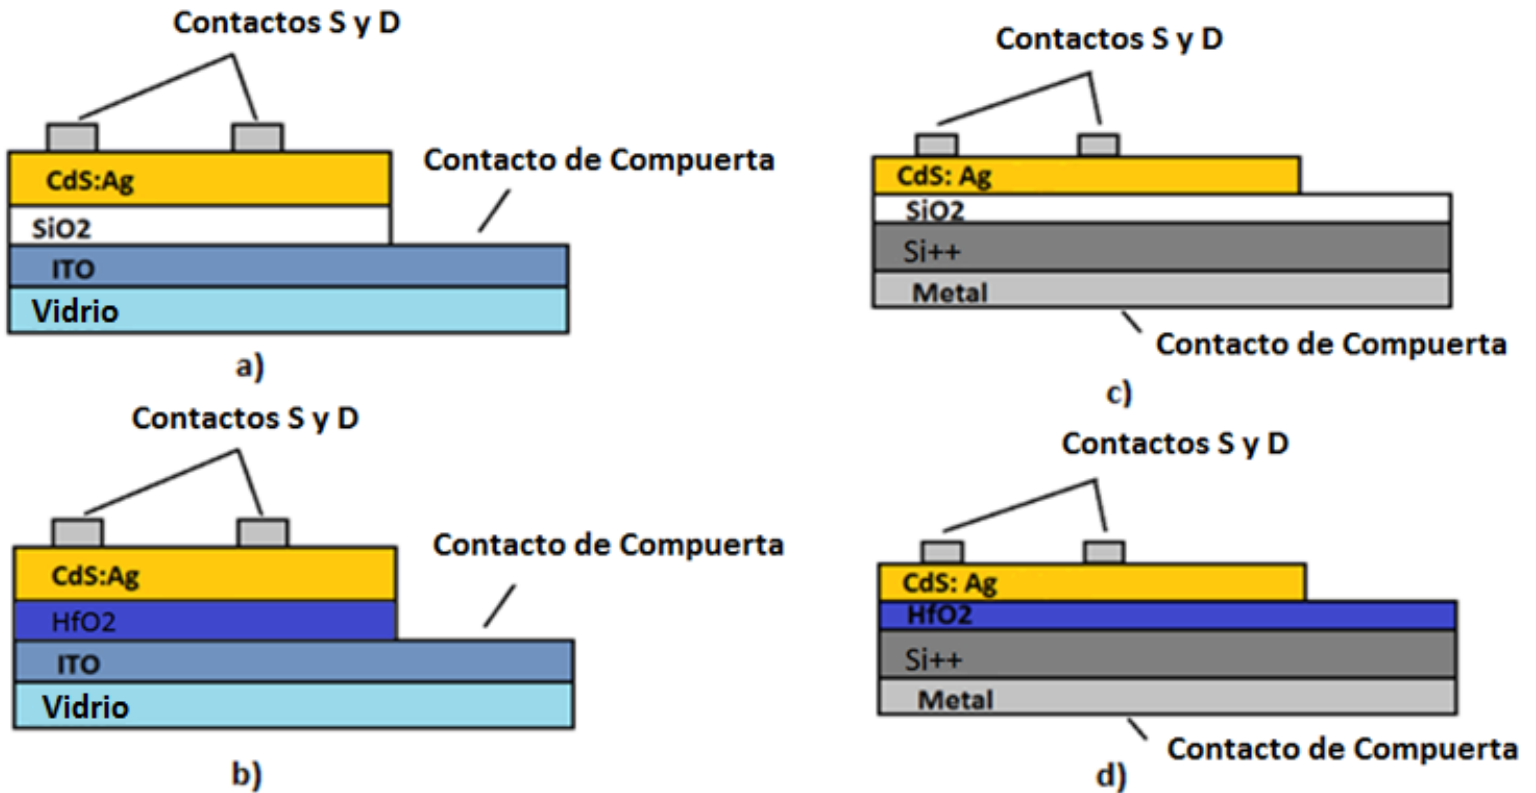 Contactos S y D
Contacto de Compuerta
CdS:Ag
SiO2
ITO
Vidrio
a)
Contactos S y D
Contacto de Compuerta
CdS:Ag
HfO2
ITO
Vidrio
b)
Contactos S y D
CdS: Ag
SiO2
Si++
Metal
Contacto de Compuerta
c)
Contactos S y D
CdS: Ag
HfO2
Si++
Metal
Contacto de Compuerta
d)